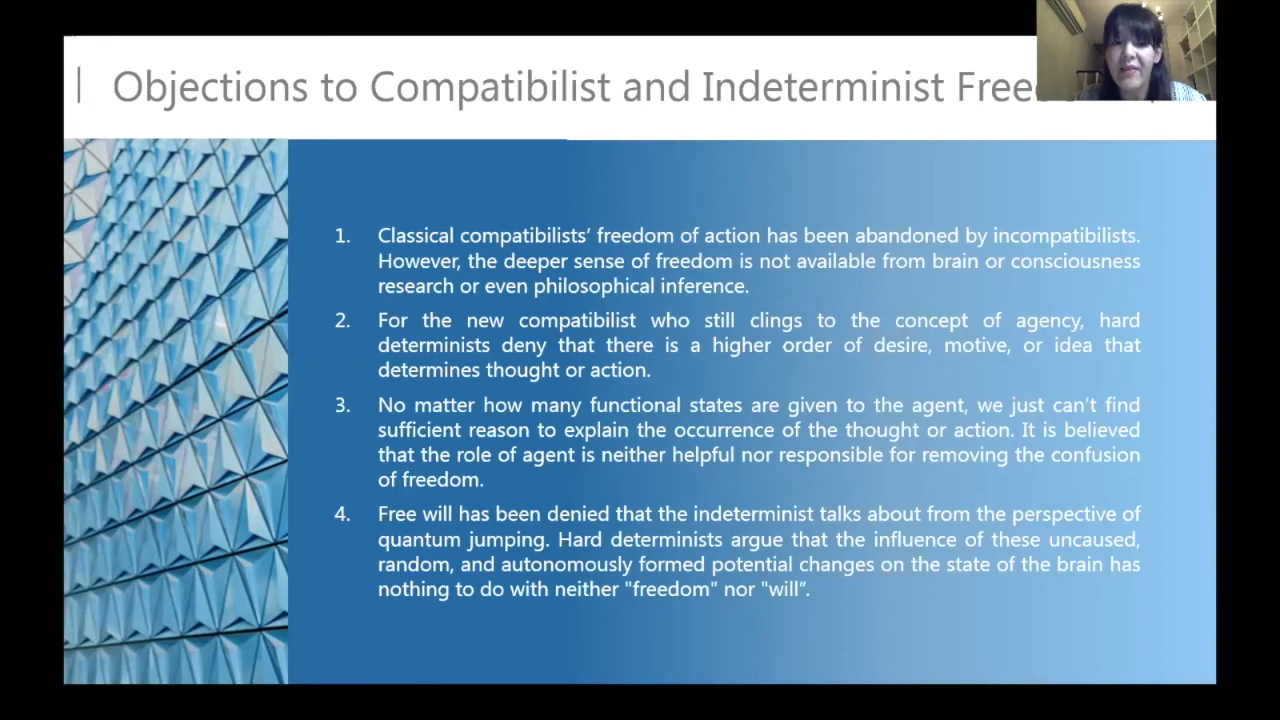 Objections to Compatibilist and Indeterminist
1. Classical compatibilists’ freedom of action has been abandoned by incompatibilists.
However, the deeper sense of freedom is not available from brain or consciousness
research or even philosophical inference.
2. For the new compatibilist who still clings to the concept of agency, hard
determinists deny that there is a higher order of desire, motive, or idea that
determines thought or action.
3. No matter how many functional states are given to the agent, we just can’t find
sufficient reason to explain the occurrence of the thought or action. It is believed
that the role of agent is neither helpful nor responsible for removing the confusion
of freedom.
4. Free will has been denied that the indeterminist talks about from the perspective of
quantum jumping. Hard determinists argue that the influence of these uncaused,
random, and autonomously formed potential changes on the state of the brain has
nothing to do with neither "freedom" nor "will”.